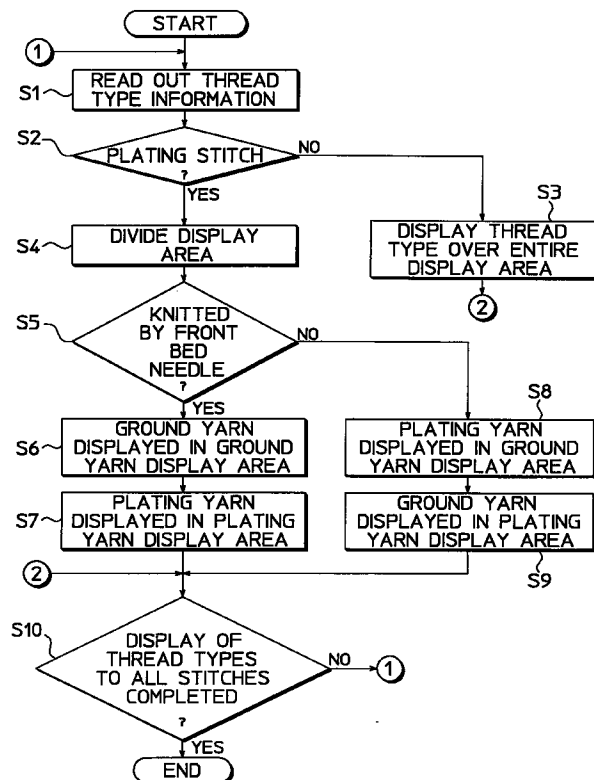 START
1
S1
READ OUT THREAD
TYPE INFORMATION
S2
PLATING STITCH
?
NO
YES
S3
DISPLAY THREAD
TYPE OVER ENTIRE
DISPLAY AREA
2
S4
DIVIDE DISPLAY
AREA
S5
KNITTED
BY FRONT
BED
NEEDLE
?
NO
YES
S6
GROUND YARN
DISPLAYED IN GROUND
YARN DISPLAY AREA
S8
PLATING YARN
DISPLAYED IN GROUND
YARN DISPLAY AREA
S7
PLATING YARN
DISPLAYED IN PLATING
YARN DISPLAY AREA
GROUND YARN
DISPLAYED IN PLATING
YARN DISPLAY AREA
S9
2
S10
DISPLAY OF
THREAD TYPES
TO ALL STITCHES
COMPLETED
?
NO
1
YES
END